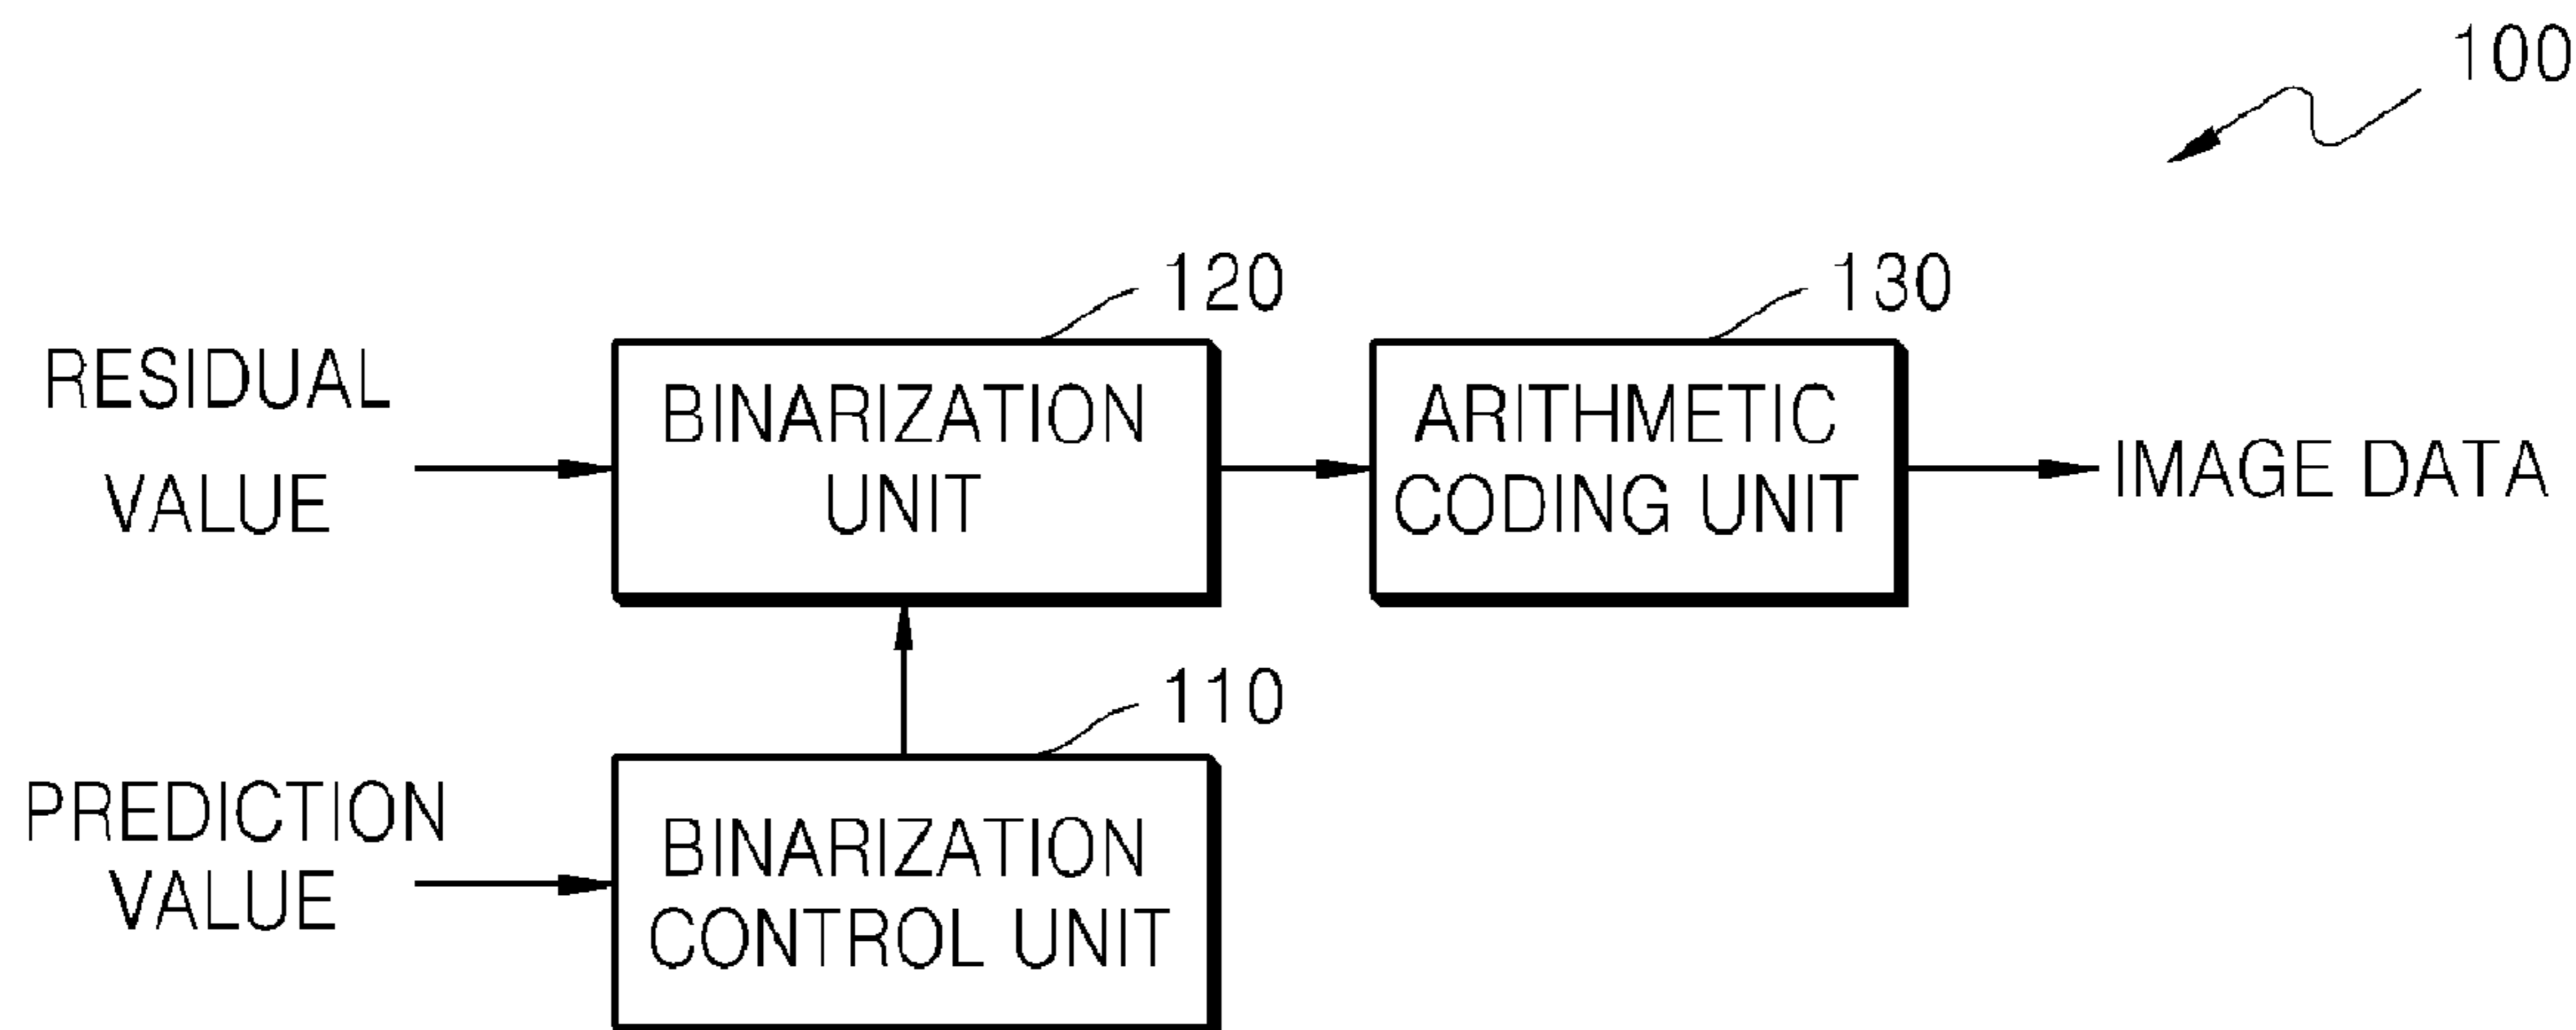 100
120
130
RESIDUAL
VALUE
BINARIZATION
UNIT
ARITHMETIC
CODING UNIT
IMAGE DATA
110
PREDICTION
VALUE
BINARIZATION
CONTROL UNIT